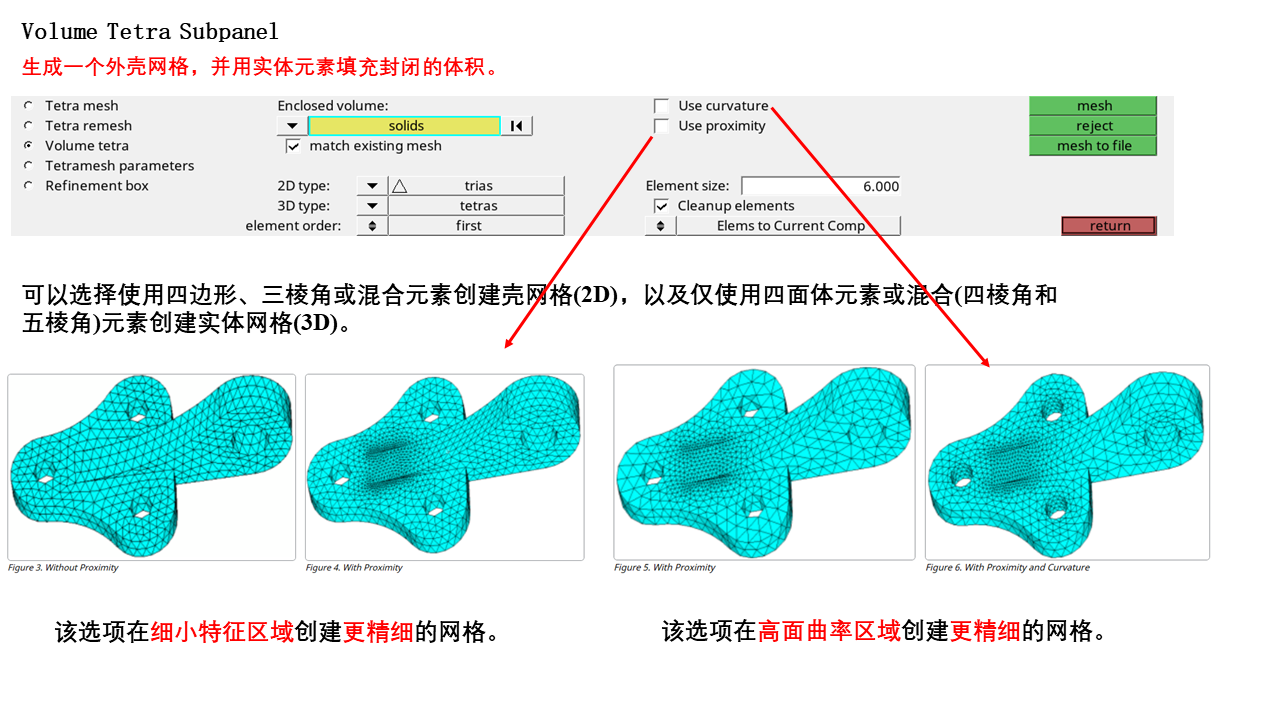 Volume Tetra Subpanel
生成一个外壳网格，并用实体元素填充封闭的体积。
Tetra mesh
Tetra remesh
Volume tetra
Tetramesh parameters
Refinement box
Enclosed volume:
solids
match existing mesh
2D type:
trias
3D type:
tetras
element order:
first
Use curvature
Use proximity
Element size:
6.000
Cleanup elements
Elems to Current Comp
mesh
reject
mesh to file
return
可以选择使用四边形、三棱角或混合元素创建壳网格(2D)，以及仅使用四面体元素或混合(四棱角和
五棱角)元素创建实体网格(3D)。
Figure 3. Without Proximity
Figure 4. With Proximity
Figure 5. With Proximity
Figure 6. With Proximity and Curvature
该选项在细小特征区域创建更精细的网格。
该选项在高面曲率区域创建更精细的网格。